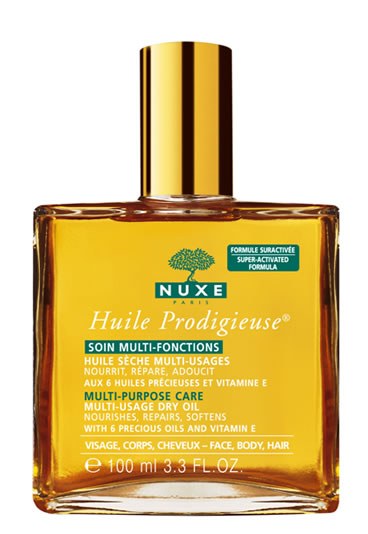 FORMULE SURACTIVÉE
SUPER-ACTIVATED
FORMULA
NUXE
PARIS
Huile Prodigieuse®
SOIN MULTI-FONCTIONS
HUILE SÈCHE MULTI-USAGES
NOURRIT, RÉPARE, ADOUCIT
AUX 6 HUILES PRÉCIEUSES ET VITAMINE E
MULTI-PURPOSE CARE
MULTI-USAGE DRY OIL
NOURISHES, REPAIRS, SOFTENS
WITH 6 PRECIOUS OILS AND VITAMIN E
VISAGE, CORPS, CHEVEUX – FACE, BODY, HAIR
℮ 100 ml 3.3 FL.OZ.